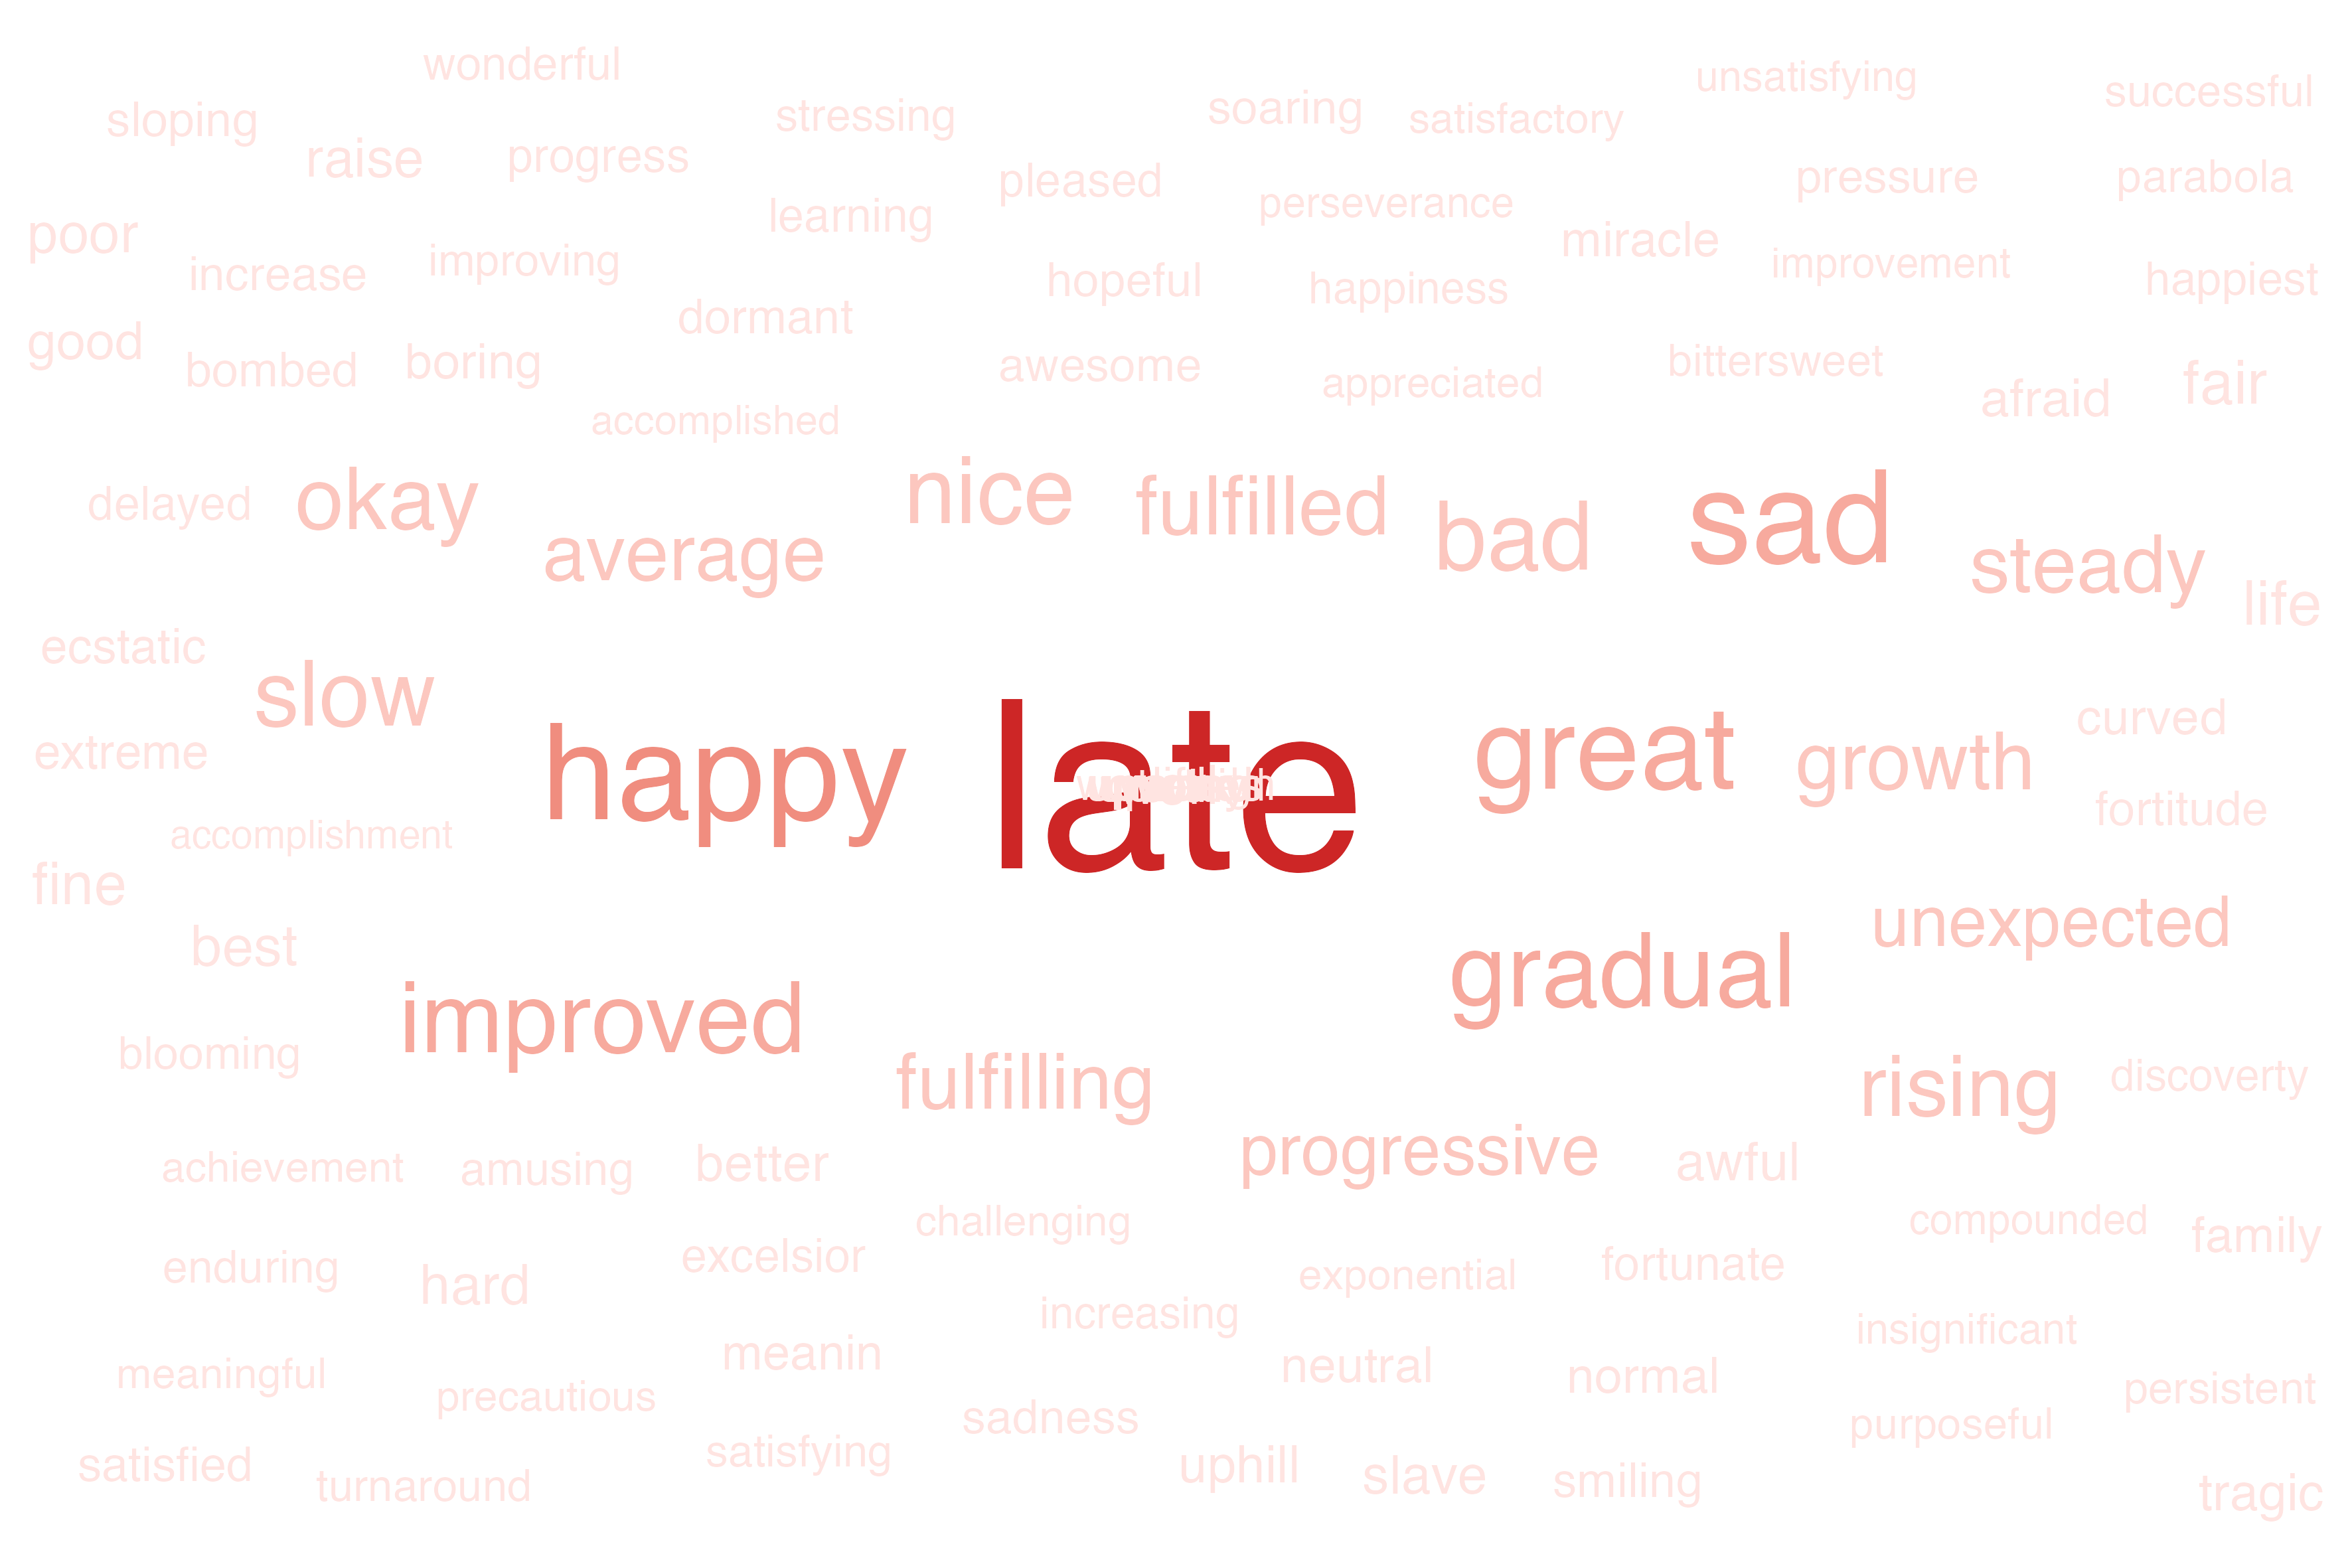 wonderful
unsatisfying
successful
sloping
stressing
soaring
satisfactory
raise
progress
pleased
pressure
parabola
learning
perseverance
poor
increase
improving
miracle
improvement
hopeful
happiness
happiest
dormant
good
bombed
boring
awesome
appreciated
bittersweet
afraid
fair
accomplished
delayed
okay
average
nice
fulfilled
bad
sad
steady
life
ecstatic
slow
extreme
happy
late
great
growth
curved
fortitude
accomplishment
fine
best
unexpected
gradual
improved
blooming
fulfilling
rising
discoverty
achievement
amusing
better
progressive
awful
challenging
compounded
family
enduring
hard
excelsior
exponential
fortunate
increasing
insignificant
meaningful
precautious
meanin
neutral
normal
persistent
sadness
purposeful
satisfied
turnaround
satisfying
uphill
slave
smiling
tragic